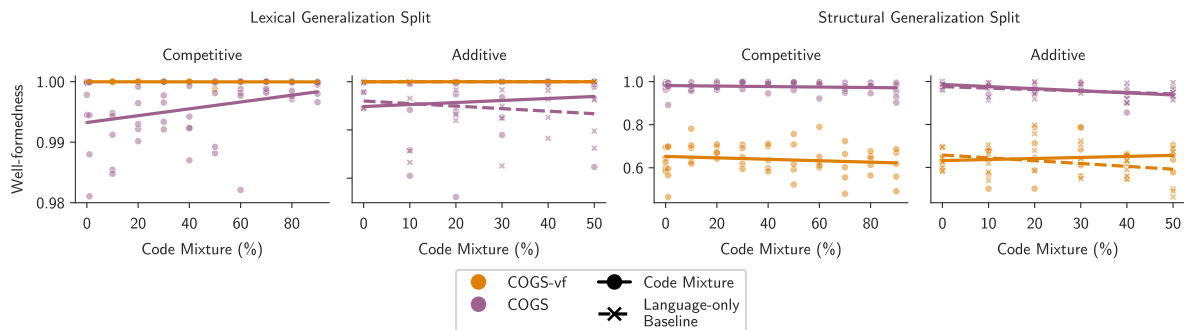 Lexical Generalization Split
Structural Generalization Split
Competitive
Additive
Competitive
Additive
Well-formedness
1.00
0.99
0.98
1.0
0.8
0.6
0 20 40 60 80
0 10 20 30 40 50
0 20 40 60 80
0 10 20 30 40 50
Code Mixture (%)
Code Mixture (%)
Code Mixture (%)
Code Mixture (%)
COGS-vf
COGS
Code Mixture
Language-only
Baseline